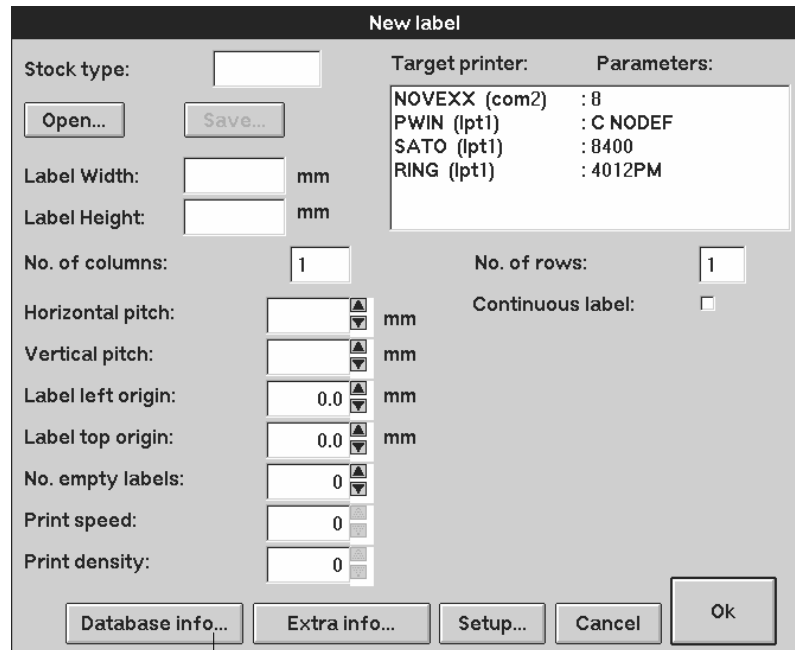 New label
Stock type:
Target printer: Parameters:
Open... Save...
NOVEXX (com2) : 8
PWIN (lpt1) : C NODEF
SATO (lpt1) : 8400
RING (lpt1) : 4012PM
Label Width: mm
Label Height: mm
No. of columns: 1
No. of rows: 1
Horizontal pitch: mm
Continuous label:
Vertical pitch: mm
Label left origin: 0.0 mm
Label top origin: 0.0 mm
No. empty labels: 0
Print speed: 0
Print density: 0
Database info... Extra info... Setup... Cancel Ok